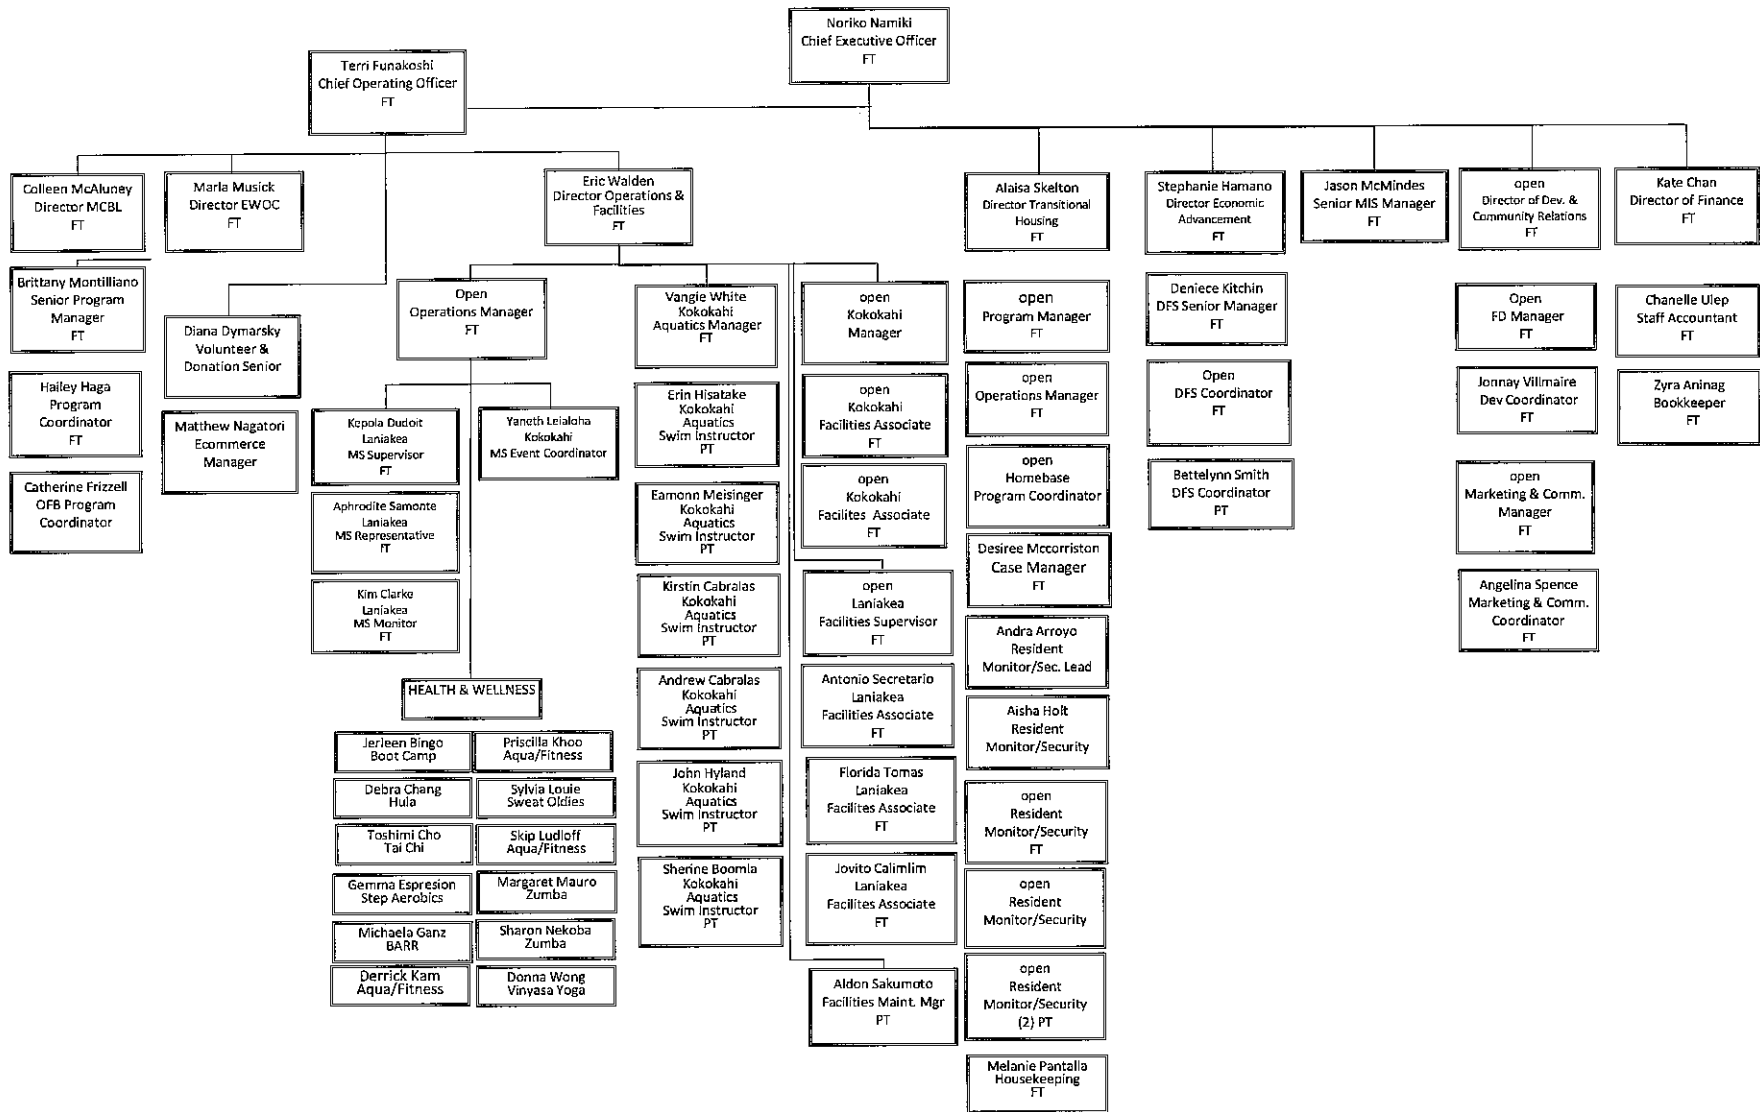 Noriko Namiki
Chief Executive Officer
FT
Terri Funakoshi
Chief Operating Officer
FT
Colleen McAluney
Director MCBL
FT
Marla Musick
Director EWOC
FT
Eric Walden
Director Operations &
Facilities
FT
Alaisa Skelton
Director Transitional
Housing
FT
Stephanie Hamano
Director Economic
Advancement
FT
Jason McMindes
Senior MIS Manager
FT
open
Director of Dev. &
Community Relations
FT
Kate Chan
Director of Finance
FT
Brittany Montilliano
Senior Program
Manager
FT
Hailey Haga
Program
Coordinator
FT
Catherine Frizzell
OFB Program
Coordinator
Diana Dymarsky
Volunteer &
Donation Senior
Matthew Nagatori
Ecommerce
Manager
Open
Operations Manager
FT
Kepola Dudoit
Laniakea
MS Supervisor
FT
Aphrodite Samonte
Laniakea
MS Representative
FT
Kim Clarke
Laniakea
MS Monitor
FT
Yaneth Leialoha
Kokokahi
MS Event Coordinator
HEALTH & WELLNESS
Jerleen Bingo
Boot Camp
Priscilla Khoo
Aqua/Fitness
Debra Chang
Hula
Sylvia Louie
Sweat Oldies
Toshimi Cho
Tai Chi
Skip Ludloff
Aqua/Fitness
Gemma Espresion
Step Aerobics
Margaret Mauro
Zumba
Michaela Ganz
BARR
Sharon Nekoba
Zumba
Derrick Kam
Aqua/Fitness
Donna Wong
Vinyasa Yoga
Vangie White
Kokokahi
Aquatics Manager
FT
Erin Hisatake
Kokokahi
Aquatics
Swim Instructor
PT
Eamonn Meisinger
Kokokahi
Aquatics
Swim Instructor
PT
Kirstin Cabralas
Kokokahi
Aquatics
Swim Instructor
PT
Andrew Cabralas
Kokokahi
Aquatics
Swim Instructor
PT
John Hyland
Kokokahi
Aquatics
Swim Instructor
PT
Sherine Boomla
Kokokahi
Aquatics
Swim Instructor
PT
open
Kokokahi
Manager
open
Kokokahi
Facilities Associate
FT
open
Kokokahi
Facilites Associate
FT
open
Laniakea
Facilities Supervisor
FT
Antonio Secretario
Laniakea
Facilities Associate
FT
Florida Tomas
Laniakea
Facilites Associate
FT
Jovito Calimlim
Laniakea
Facilites Associate
FT
Aldon Sakumoto
Facilities Maint. Mgr
PT
open
Program Manager
FT
open
Operations Manager
FT
open
Homebase
Program Coordinator
Desiree Mccorriston
Case Manager
FT
Andra Arroyo
Resident
Monitor/Sec. Lead
Aisha Holt
Resident
Monitor/Security
open
Resident
Monitor/Security
FT
open
Resident
Monitor/Security
open
Resident
Monitor/Security
(2) PT
Melanie Pantalla
Housekeeping
FT
Deniece Kitchin
DFS Senior Manager
FT
Open
DFS Coordinator
FT
Bettelynn Smith
DFS Coordinator
PT
Open
FD Manager
FT
Jonnay Villmaire
Dev Coordinator
FT
open
Marketing & Comm.
Manager
FT
Angelina Spence
Marketing & Comm.
Coordinator
FT
Chanelle Ulep
Staff Accountant
FT
Zyra Aninag
Bookkeeper
FT